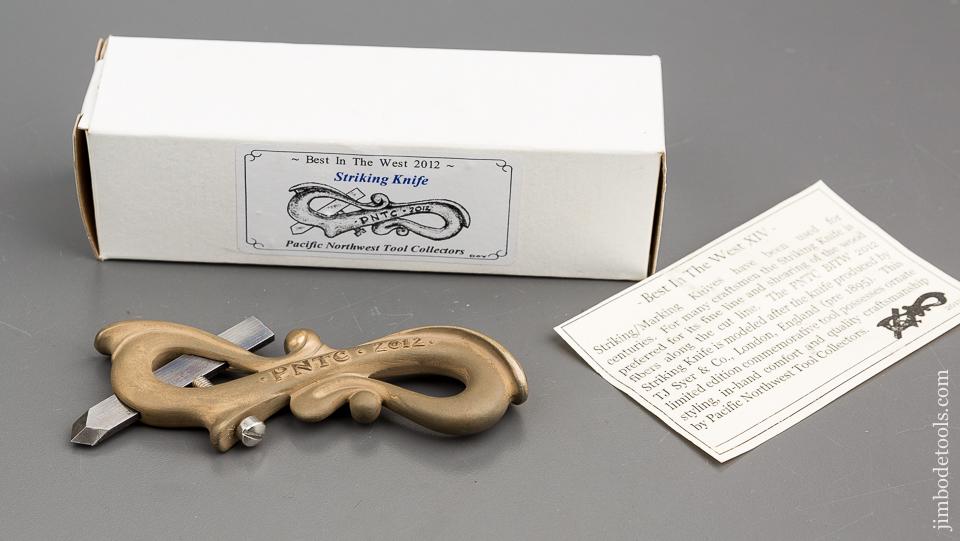 ~ Best In The West 2012 ~
Striking Knife
PNTC · 2012
Pacific Northwest Tool Collectors
· PNTC · 2012 ·
-Best In The West XIV -
Striking/Marking Knives have been used for
centuries. For many craftsmen the Striking Knife is
preferred for its fine line and shearing of the wood
fibers along the cut line. The PNTC BITW 2012
Striking Knife is modeled after the knife produced by
TJ Syer & Co., London, England (pre-1895). This
limited edition commemorative tool possesses ornate
styling, in-hand comfort and quality craftsmanship
by Pacific Northwest Tool Collectors.
jimbodetools.com